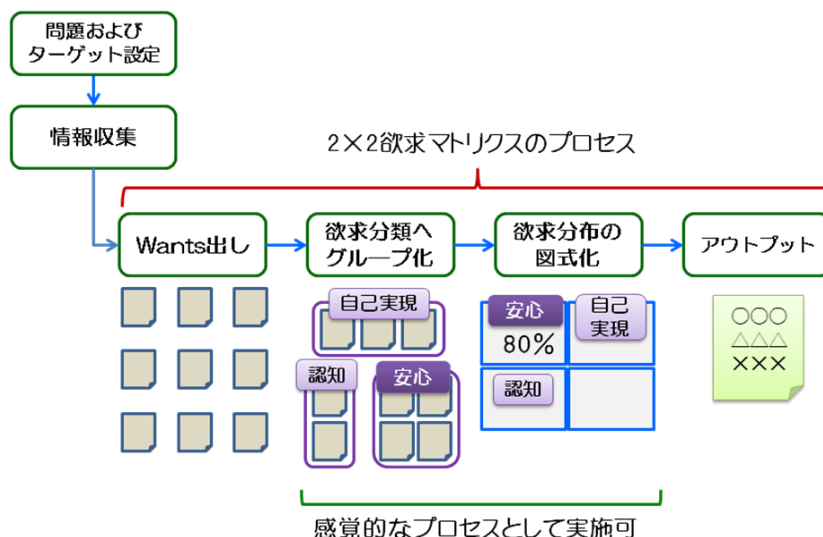 問題および
ターゲット設定
情報収集
2×2欲求マトリクスのプロセス
Wants出し
欲求分類へ
グループ化
欲求分布の
図式化
アウトプット
自己実現
認知
安心
安心
80%
自己
実現
認知
○○○
△△△
×××
感覚的なプロセスとして実施可